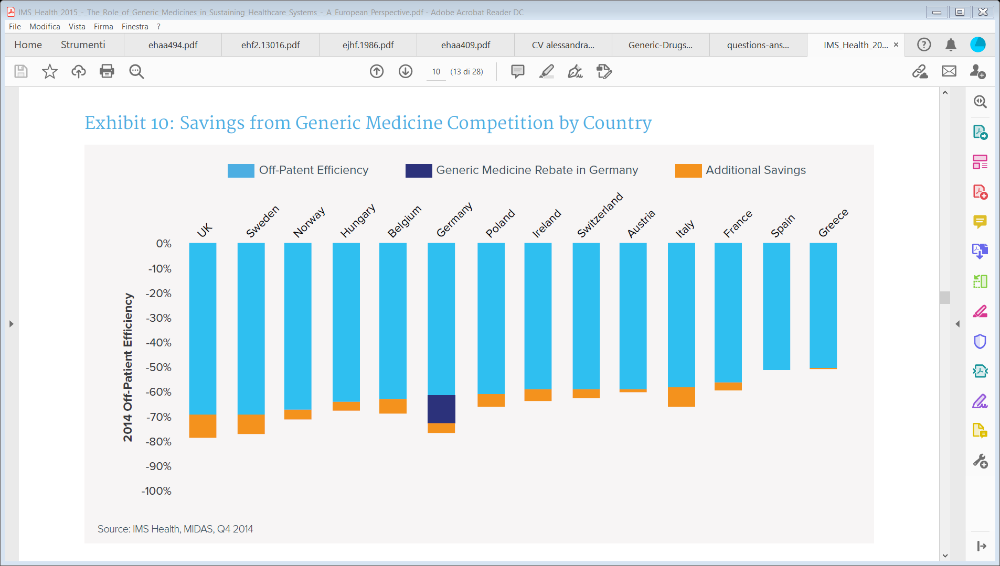 IMS_Health_2015_-_The_Role_of_Generic_Medicines_in_Sustaining_Healthcare_Systems_-_A_European_Perspective.pdf - Adobe Acrobat Reader DC
File Modifica Vista Firma Finestra ?
Home Strumenti ehaa494.pdf ehf2.13016.pdf ejhf.1986.pdf ehaa409.pdf CV alessandra... Generic-Drugs... questions-ans... IMS_Health_20... ×
10 (13 di 28)
Exhibit 10: Savings from Generic Medicine Competition by Country
Off-Patent Efficiency Generic Medicine Rebate in Germany Additional Savings
UK Sweden Norway Hungary Belgium Germany Poland Ireland Switzerland Austria Italy France Spain Greece
0%
-10%
-20%
-30%
-40%
-50%
-60%
-70%
-80%
-90%
-100%
2014 Off-Patient Efficiency
Source: IMS Health, MIDAS, Q4 2014